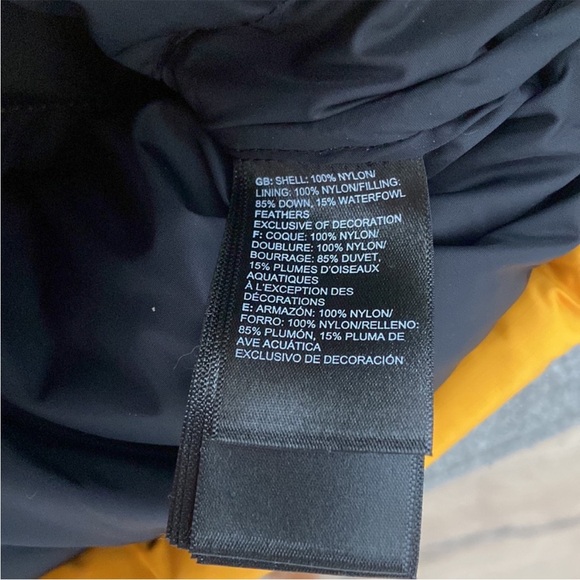 GB: SHELL: 100% NYLON/
LINING: 100% NYLON/FILLING:
85% DOWN, 15% WATERFOWL
FEATHERS
EXCLUSIVE OF DECORATION
F: COQUE: 100% NYLON/
DOUBLURE: 100% NYLON/
BOURRAGE: 85% DUVET,
15% PLUMES D'OISEAUX
AQUATIQUES
À L'EXCEPTION DES
DÉCORATIONS
E: ARMAZÓN: 100% NYLON/
FORRO: 100% NYLON/RELLENO:
85% PLUMÓN, 15% PLUMA DE
AVE ACUÁTICA
EXCLUSIVO DE DECORACIÓN